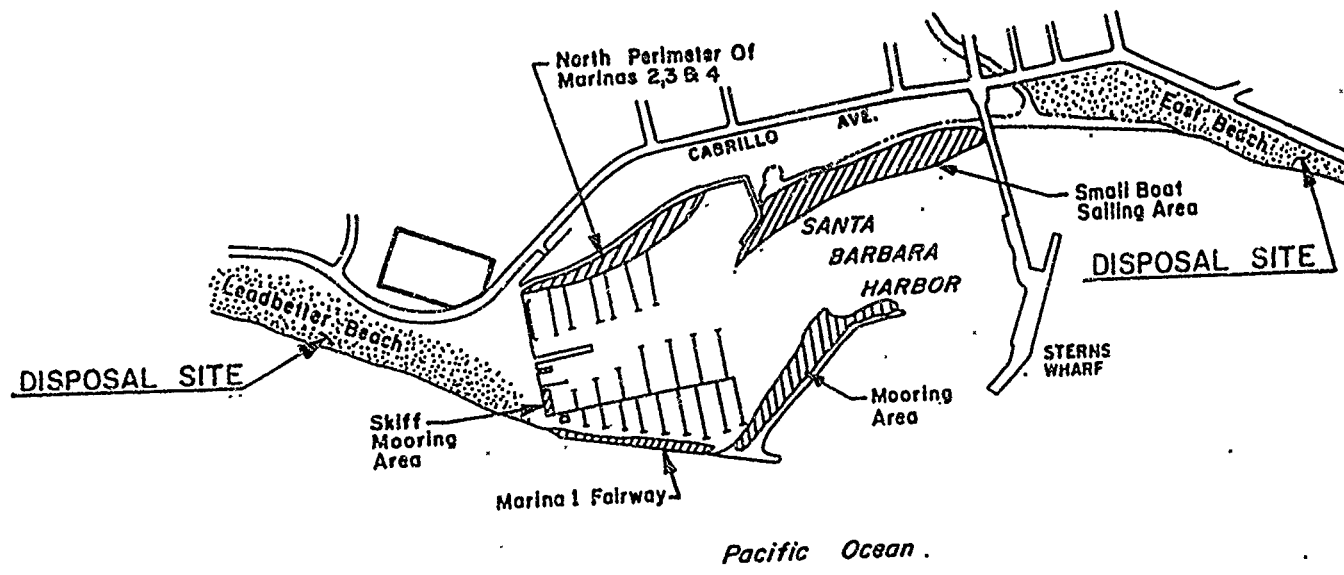 North Perimeter Of
Marinas 2,3 & 4
CABRILLO AVE.
East Beach
Small Boat
Sailing Area
SANTA
BARBARA
HARBOR
DISPOSAL SITE
Leadbetter Beach
DISPOSAL SITE
STERNS
WHARF
Mooring
Area
Skiff
Mooring
Area
Marina 1 Fairway
Pacific Ocean.